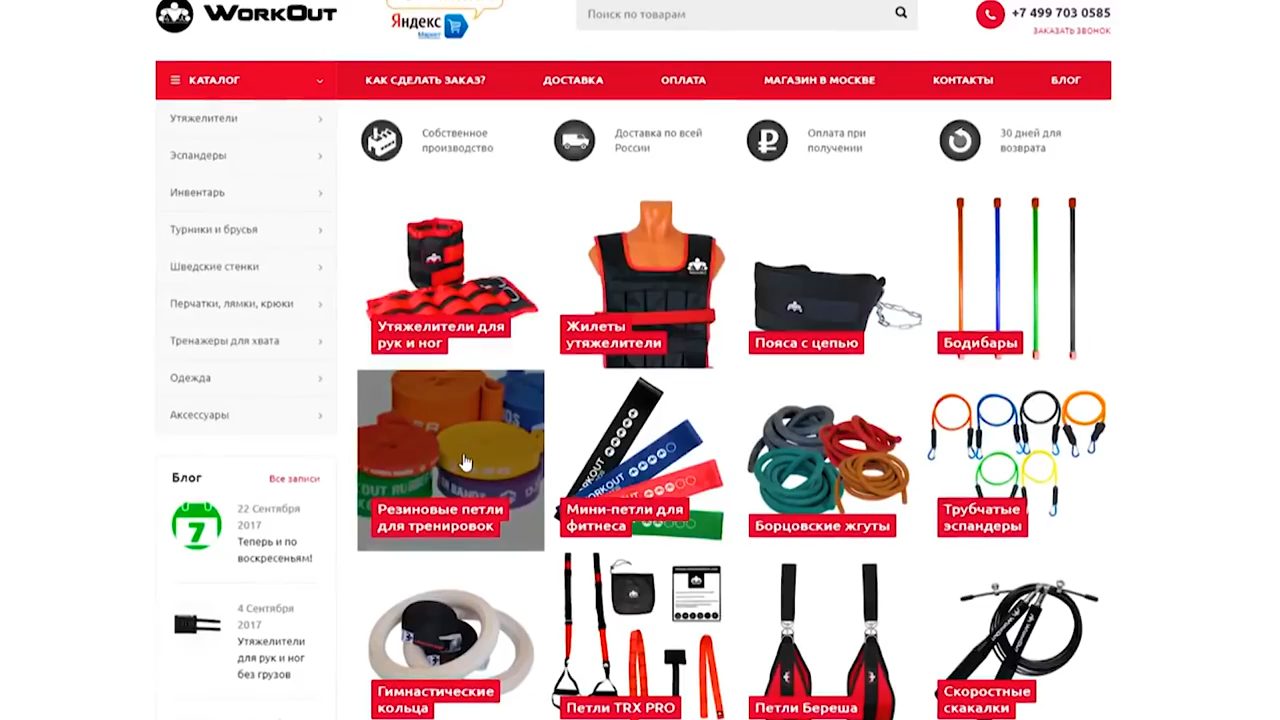 WorkOut
Яндекс
Маркет
Поиск по товарам
+7 499 703 0585
ЗАКАЗАТЬ ЗВОНОК
КАТАЛОГ
КАК СДЕЛАТЬ ЗАКАЗ?
ДОСТАВКА
ОПЛАТА
МАГАЗИН В МОСКВЕ
КОНТАКТЫ
БЛОГ
Утяжелители
Эспандеры
Инвентарь
Турники и брусья
Шведские стенки
Перчатки, лямки, крюки
Тренажеры для хвата
Одежда
Аксессуары
Собственное
производство
Доставка по всей
России
Оплата при
получении
30 дней для
возврата
Утяжелители для
рук и ног
Жилеты
утяжелители
Пояса с цепью
Бодибары
Резиновые петли
для тренировок
Мини-петли для
фитнеса
Борцовские жгуты
Трубчатые
эспандеры
Гимнастические
кольца
Петли TRX PRO
Петли Береша
Скоростные
скакалки
Блог
Все записи
7
22 Сентября
2017
Теперь и по
воскресеньям!
4 Сентября
2017
Утяжелители
для рук и ног
без грузов